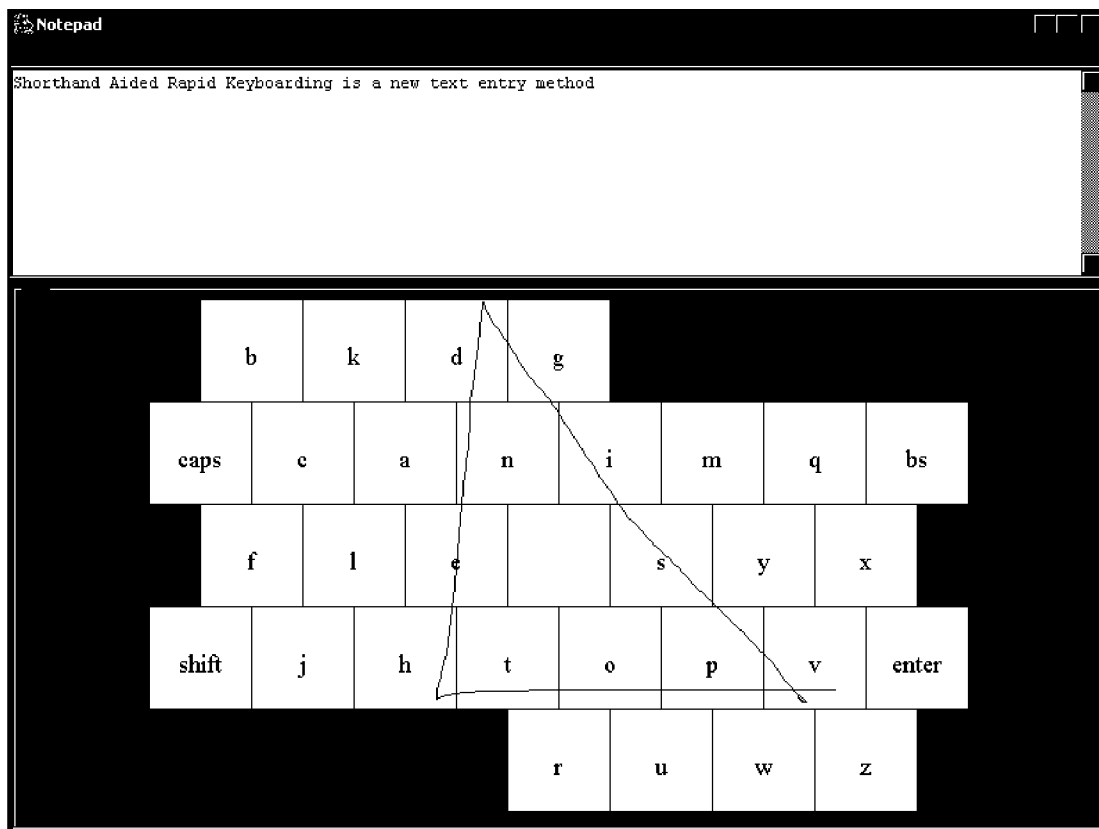 Notepad
Shorthand Aided Rapid Keyboarding is a new text entry method
b k d g
caps c a n i m q bs
f l e s y x
shift j h t o p v enter
r u w z